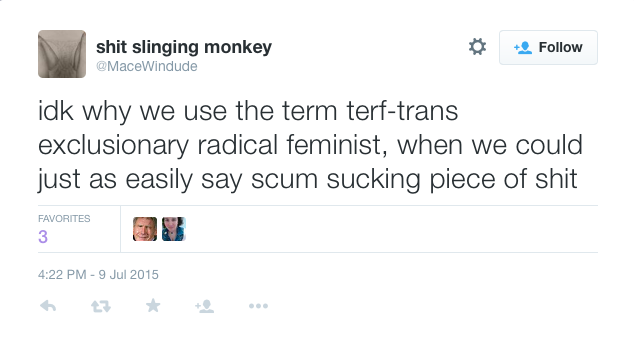 shit slinging monkey
@MaceWindude
Follow
idk why we use the term terf-trans
exclusionary radical feminist, when we could
just as easily say scum sucking piece of shit
FAVORITES
3
4:22 PM - 9 Jul 2015